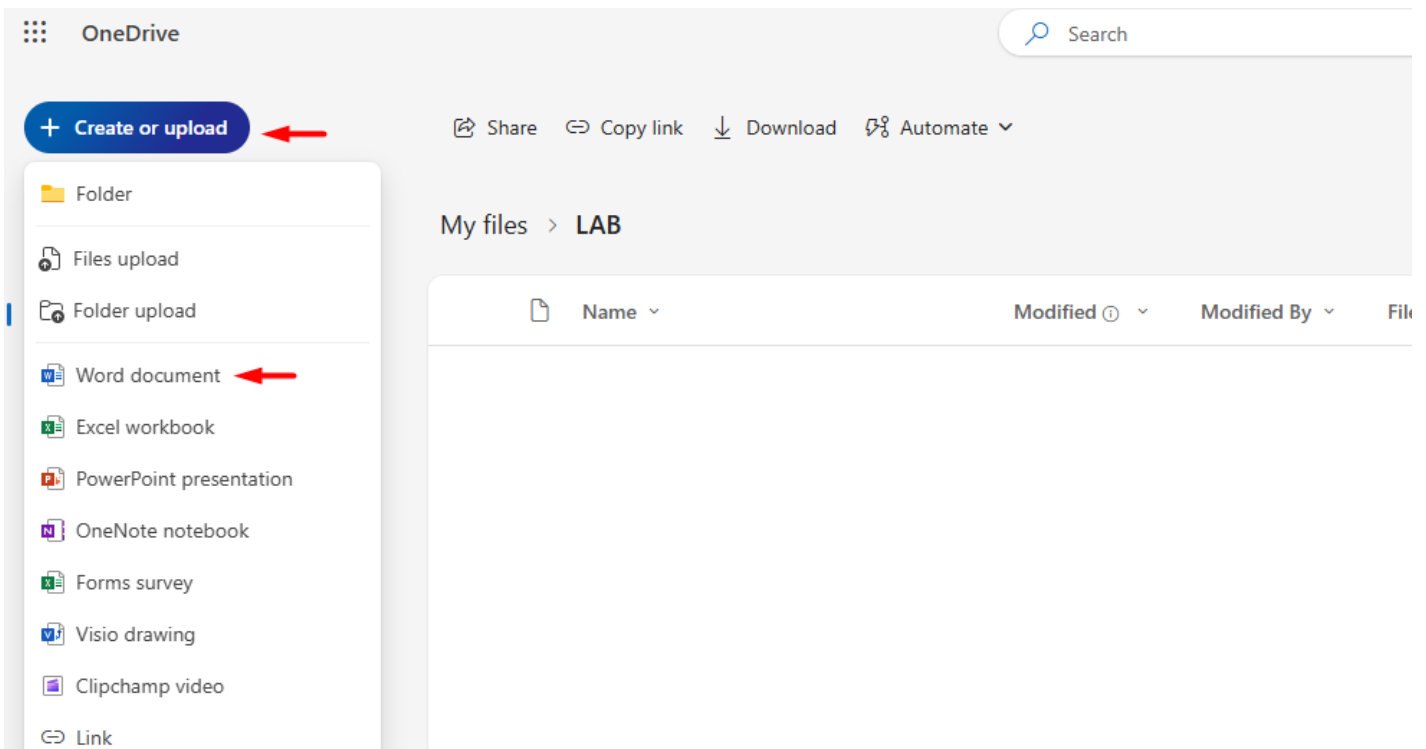 OneDrive
Search
Create or upload
Share Copy link Download Automate
Folder
My files > LAB
Files upload
Folder upload
Name Modified Modified By File
Word document
Excel workbook
PowerPoint presentation
OneNote notebook
Forms survey
Visio drawing
Clipchamp video
Link